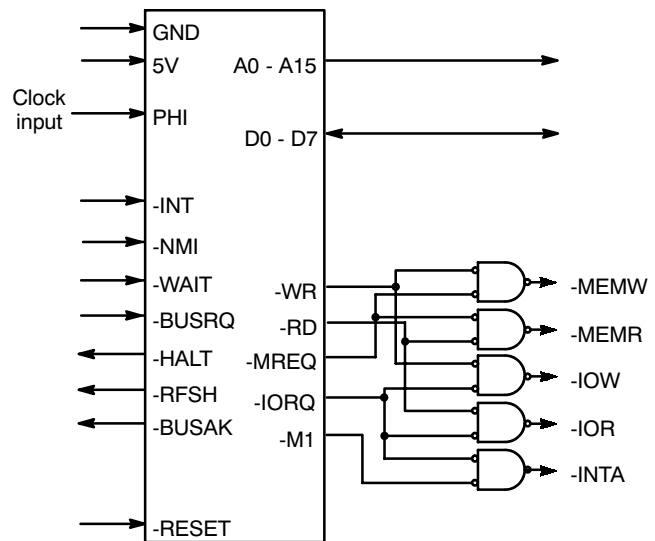 GND
5V
A0 - A15
Clock
input
PHI
D0 - D7
-INT
-NMI
-WAIT
-WR
-MEMW
-BUSRQ
-RD
-MEMR
-HALT
-MREQ
-IOW
-RFSH
-IORQ
-BUSAK
-IOR
-M1
-INTA
-RESET